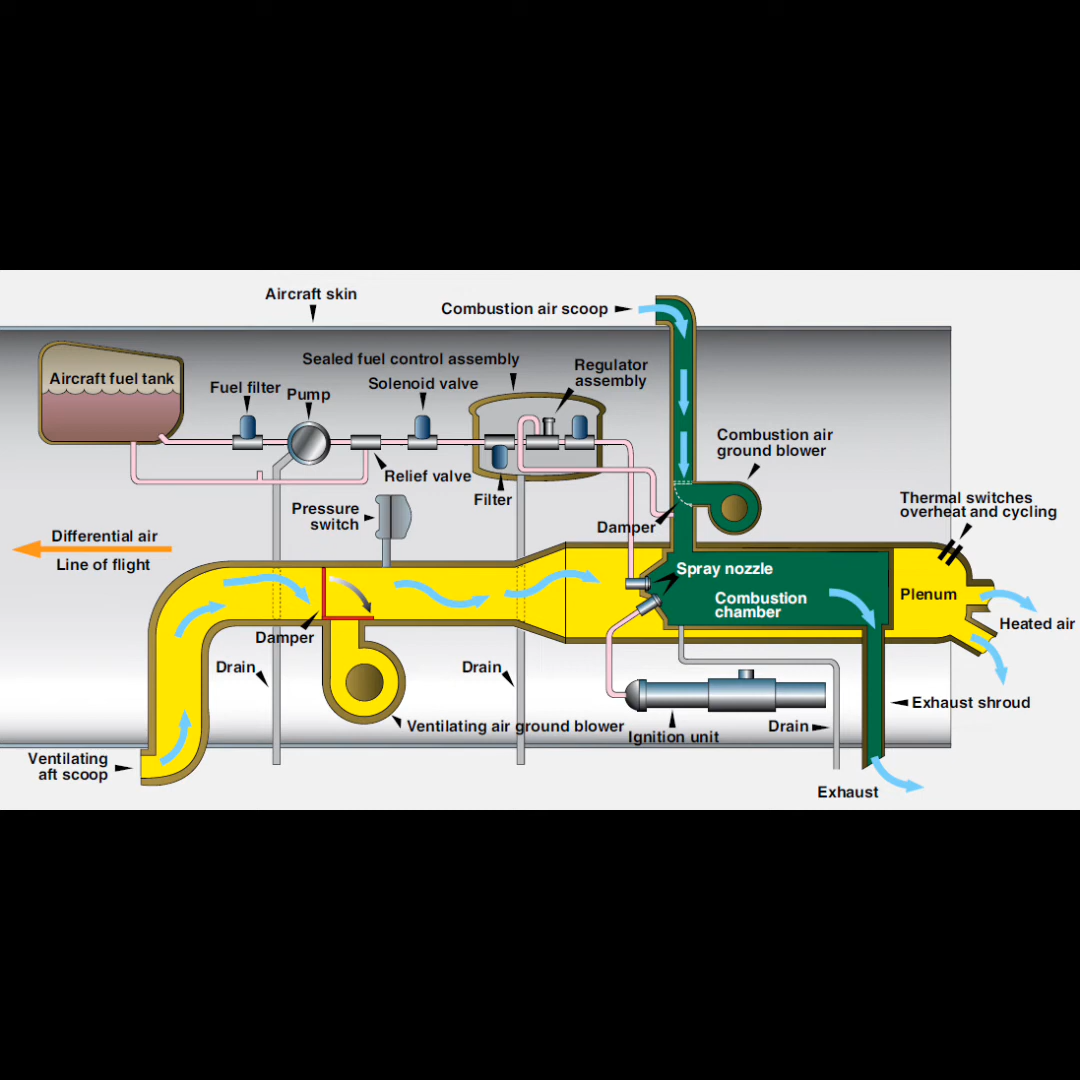 Aircraft skin
Combustion air scoop
Sealed fuel control assembly
Regulator
assembly
Aircraft fuel tank
Fuel filter
Pump
Solenoid valve
Combustion air
ground blower
Relief valve
Filter
Pressure
switch
Damper
Thermal switches
overheat and cycling
Differential air
Line of flight
Spray nozzle
Combustion
chamber
Plenum
Heated air
Damper
Drain
Drain
Ventilating air ground blower
Ignition unit
Drain
Exhaust shroud
Ventilating
aft scoop
Exhaust